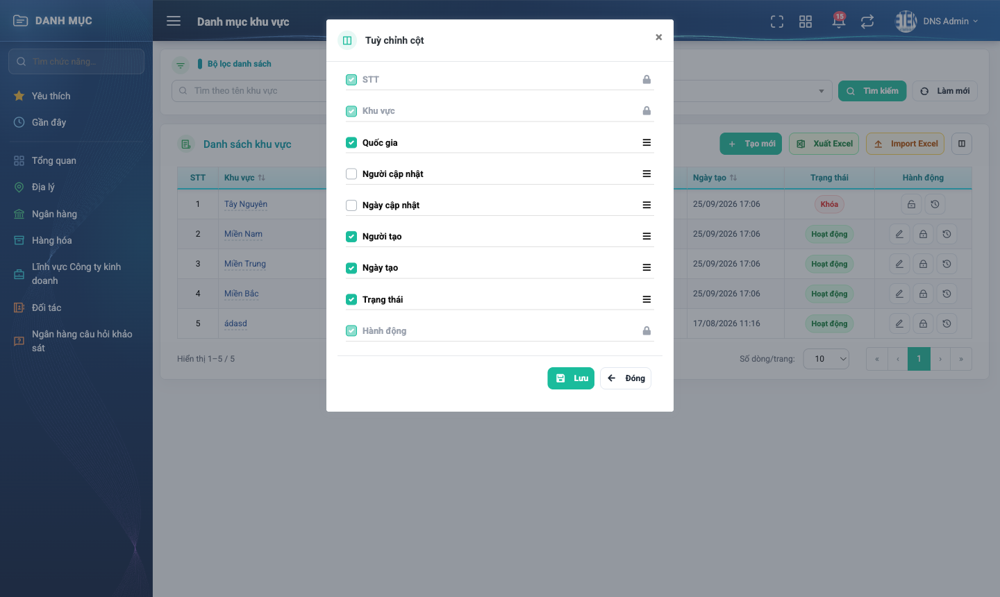 DANH MỤC
Danh mục khu vực
15
DNS Admin
Tìm chức năng...
Yêu thích
Gần đây
Tổng quan
Địa lý
Ngân hàng
Hàng hóa
Lĩnh vực Công ty kinh
doanh
Đối tác
Ngân hàng câu hỏi khảo
sát
Bộ lọc danh sách
Tìm theo tên khu vực
Tìm kiếm
Làm mới
Danh sách khu vực
Tạo mới
Xuất Excel
Import Excel
STT
Khu vực
Ngày tạo
Trạng thái
Hành động
1
Tây Nguyên
25/09/2026 17:06
Khóa
2
Miền Nam
25/09/2026 17:06
Hoạt động
3
Miền Trung
25/09/2026 17:06
Hoạt động
4
Miền Bắc
25/09/2026 17:06
Hoạt động
5
ádasd
17/08/2026 11:16
Hoạt động
Hiển thị 1–5 / 5
Số dòng/trang:
10
«
‹
1
›
»
Tuỳ chỉnh cột
×
STT
Khu vực
Quốc gia
Người cập nhật
Ngày cập nhật
Người tạo
Ngày tạo
Trạng thái
Hành động
Lưu
Đóng